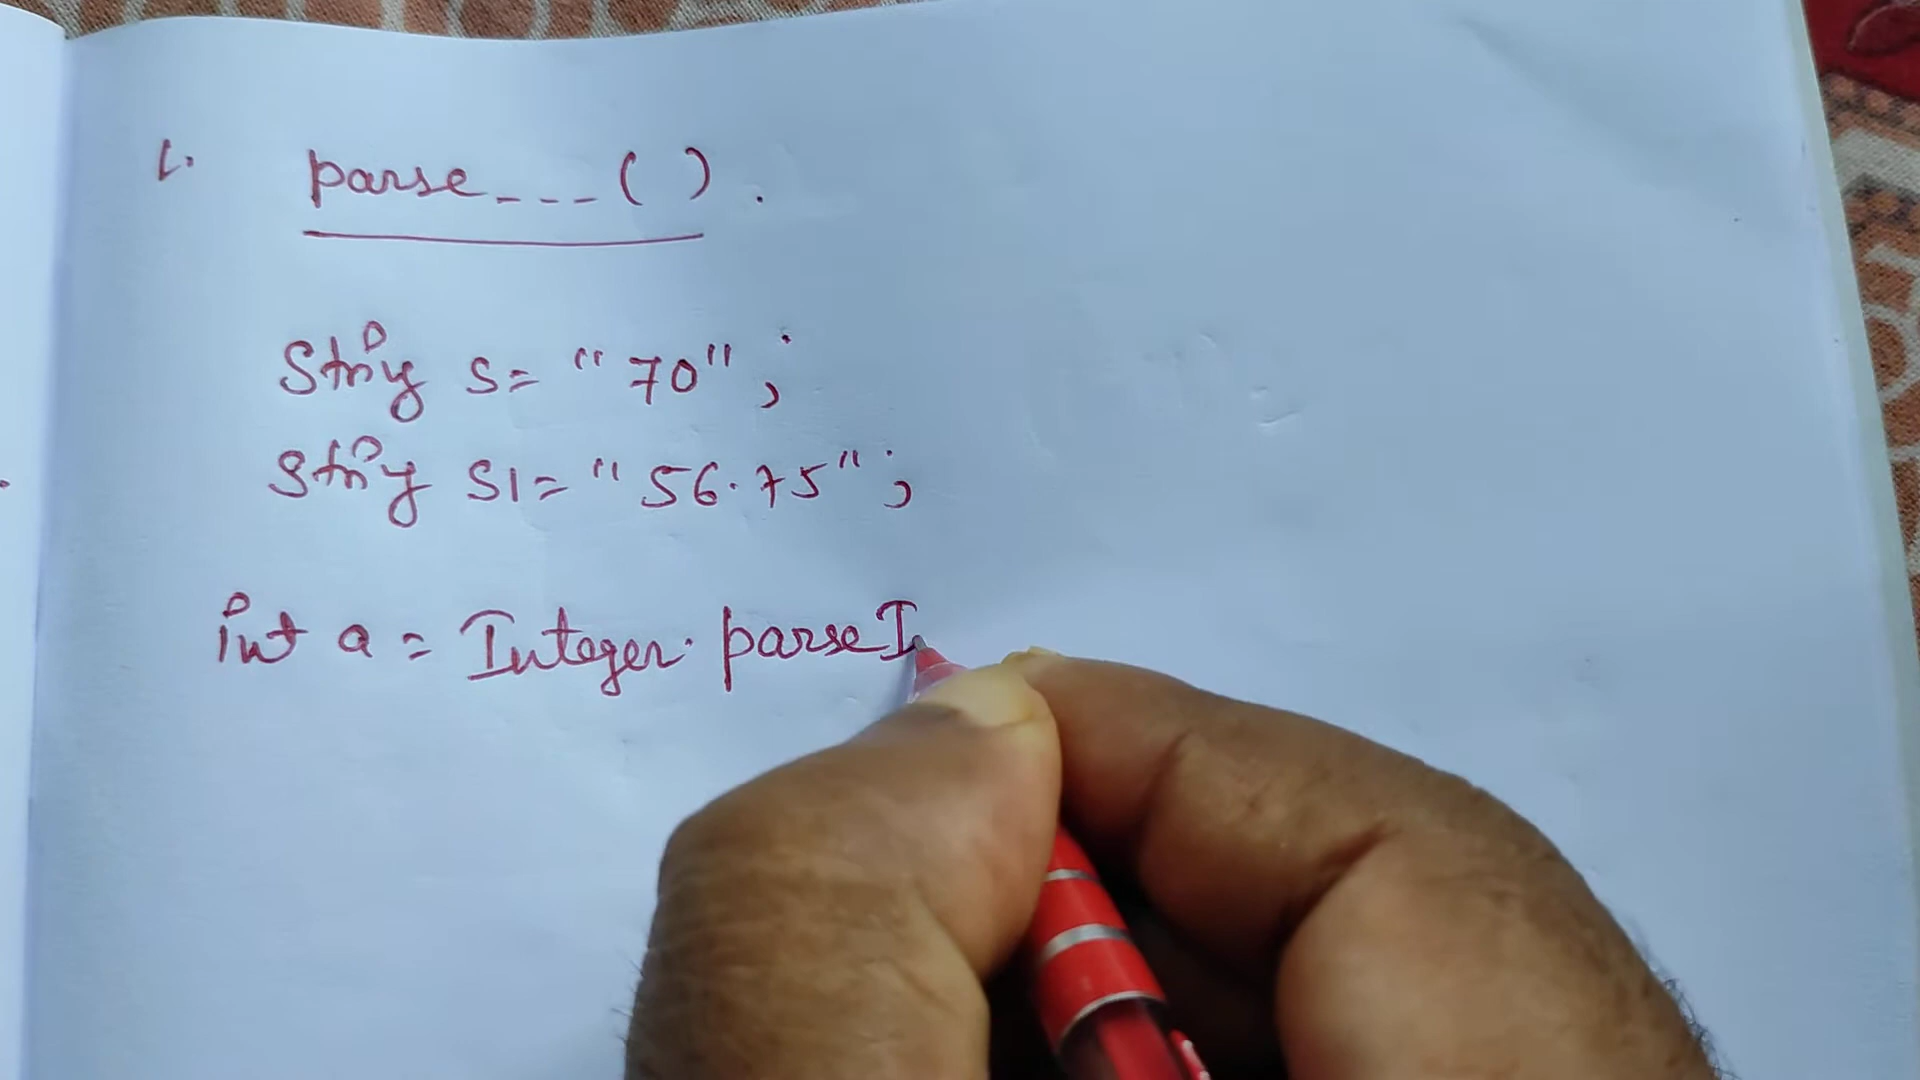 1. parse___( ).
String s= "70";
String s1= "56.75";
int a = Integer.parseI